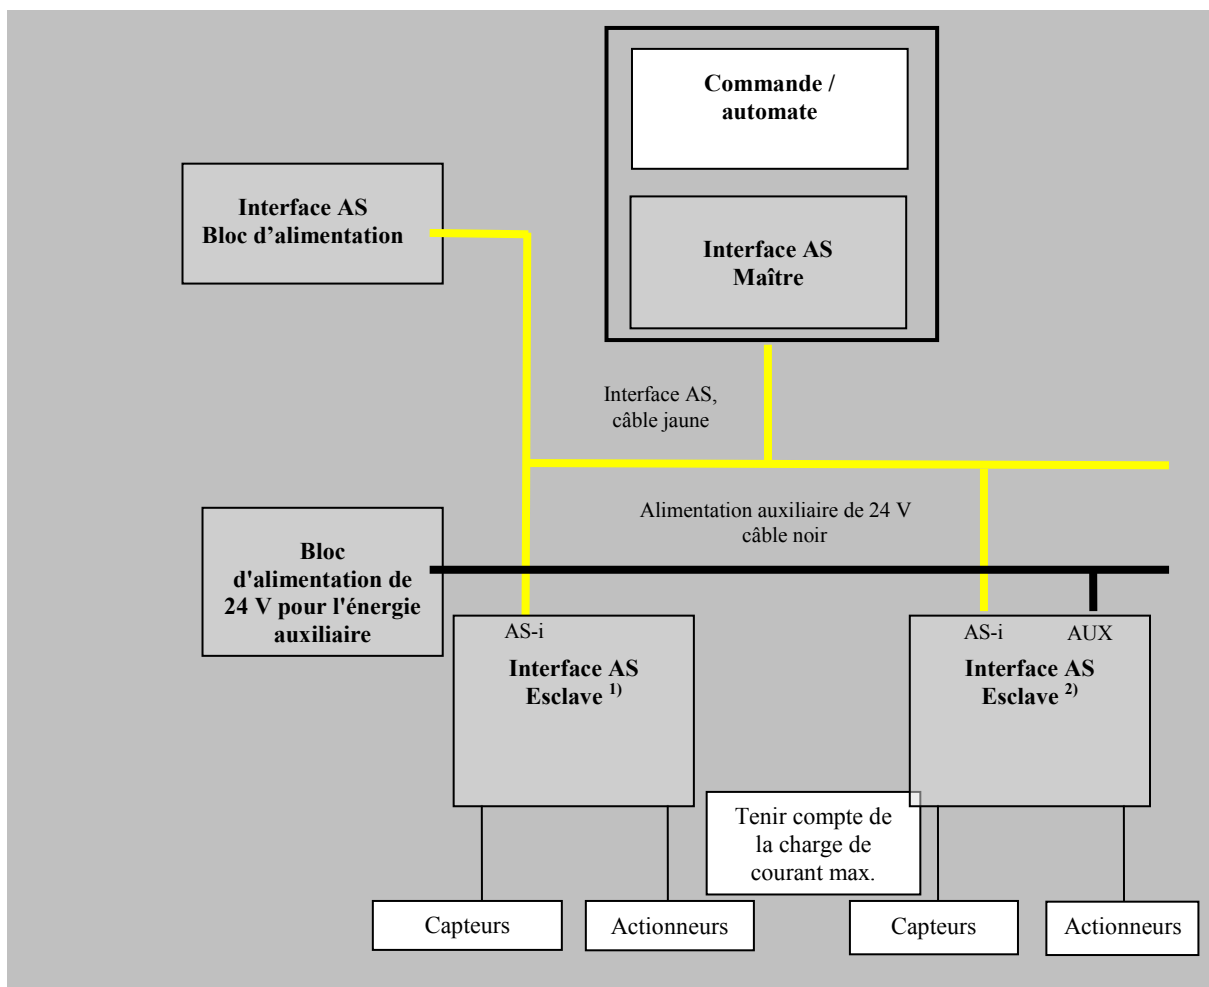 Commande /
automate
Interface AS
Bloc d’alimentation
Interface AS
Maître
Interface AS,
câble jaune
Alimentation auxiliaire de 24 V
câble noir
Bloc
d'alimentation de
24 V pour l'énergie
auxiliaire
AS-i
Interface AS
Esclave 1)
AS-i AUX
Interface AS
Esclave 2)
Tenir compte de
la charge de
courant max.
Capteurs
Actionneurs
Capteurs
Actionneurs